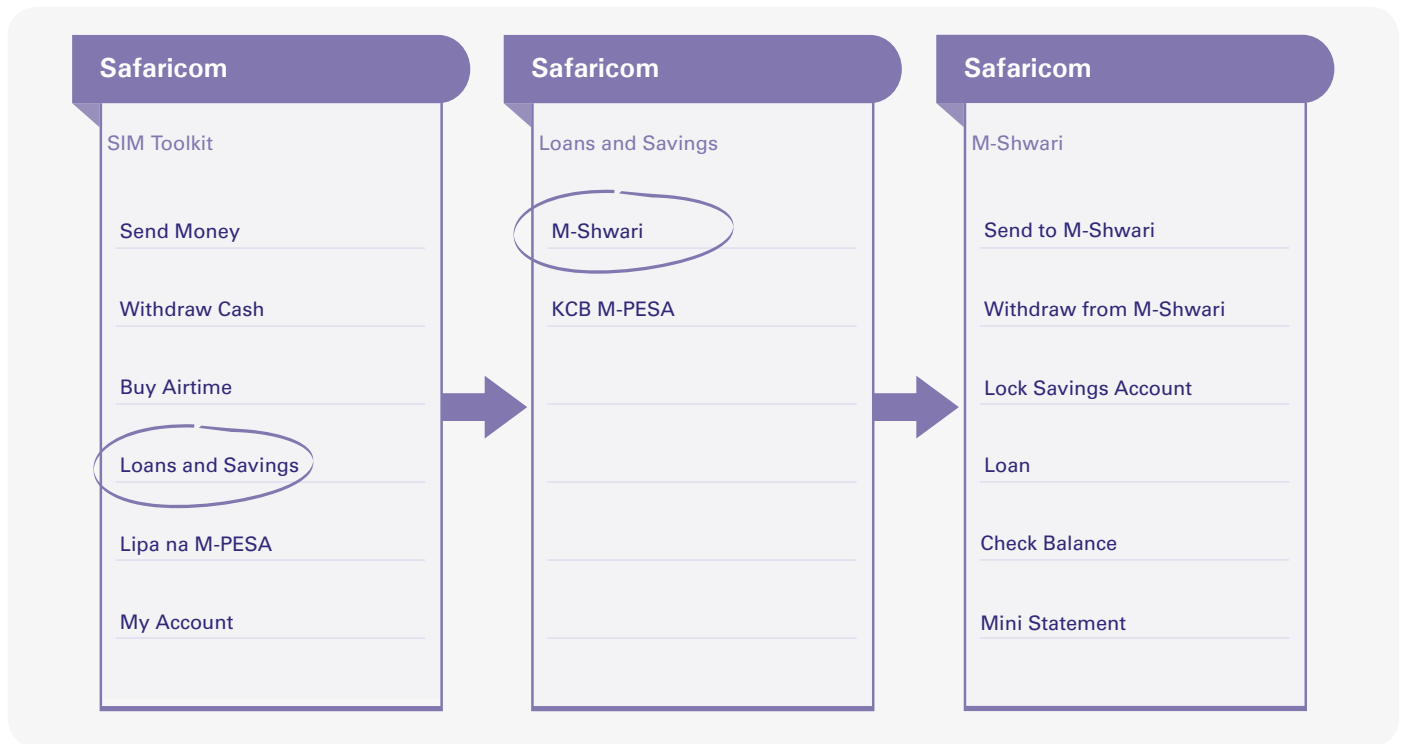 Safaricom
SIM Toolkit
Send Money
Withdraw Cash
Buy Airtime
Loans and Savings
Lipa na M-PESA
My Account
Safaricom
Loans and Savings
M-Shwari
KCB M-PESA
Safaricom
M-Shwari
Send to M-Shwari
Withdraw from M-Shwari
Lock Savings Account
Loan
Check Balance
Mini Statement